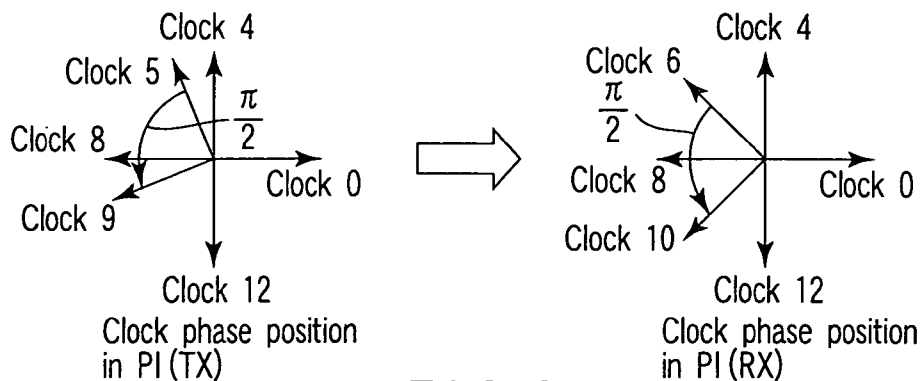 Clock 4
Clock 5
π/2
Clock 8
Clock 0
Clock 9
Clock 12
Clock phase position
in PI(TX)
Clock 4
Clock 6
π/2
Clock 8
Clock 0
Clock 10
Clock 12
Clock phase position
in PI(RX)